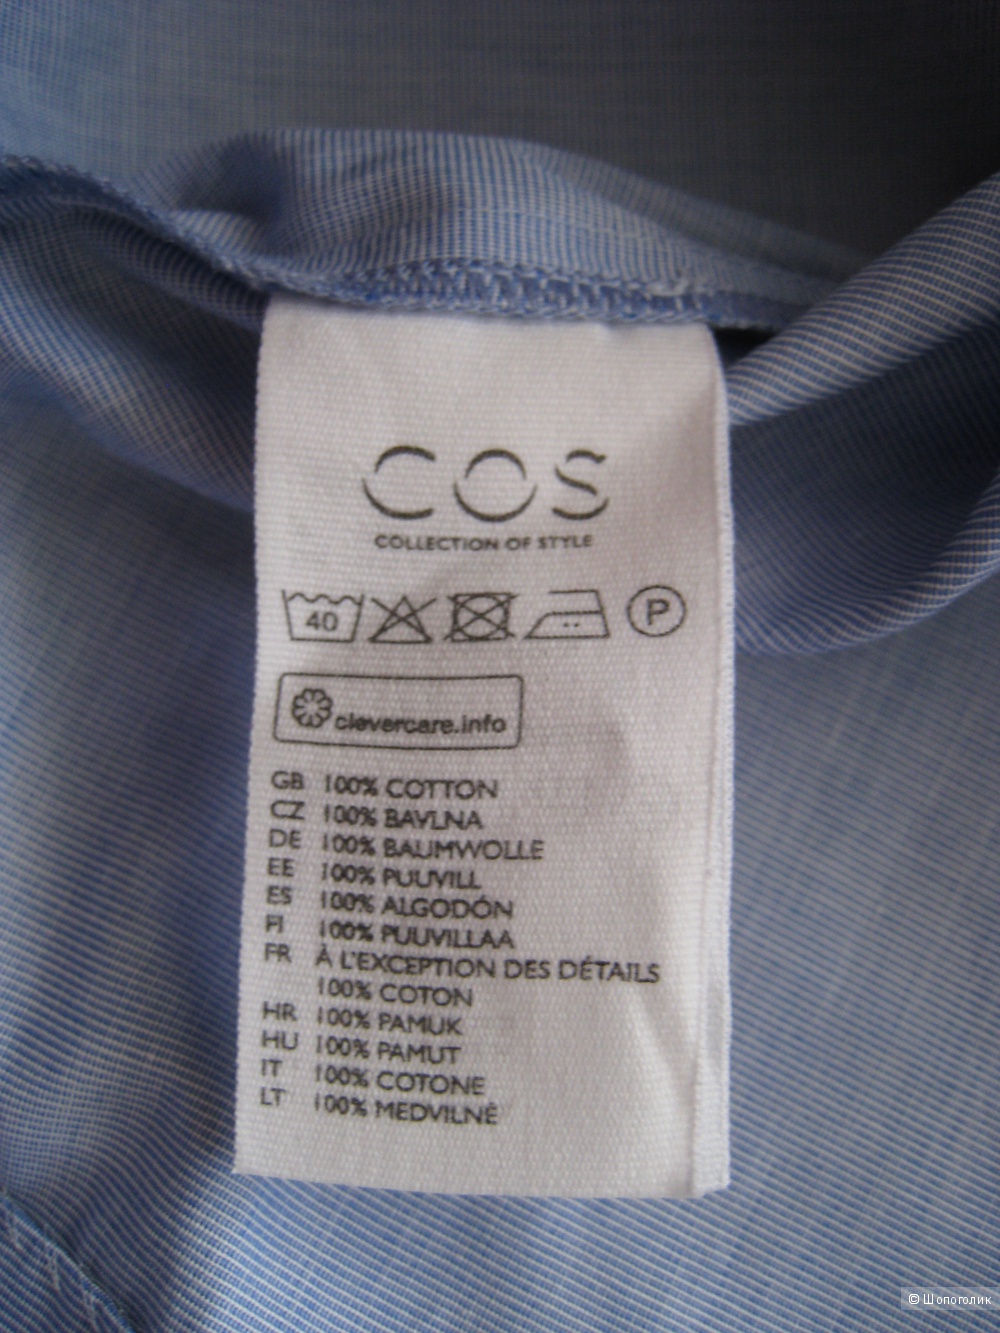 COS
COLLECTION OF STYLE
40 P
clevercare.info
GB 100% COTTON
CZ 100% BAVLNA
DE 100% BAUMWOLLE
EE 100% PUUVILL
ES 100% ALGODÓN
FI 100% PUUVILLAA
FR À L'EXCEPTION DES DÉTAILS
100% COTON
HR 100% PAMUK
HU 100% PAMUT
IT 100% COTONE
LT 100% MEDVILNĖ
© Шопоголик